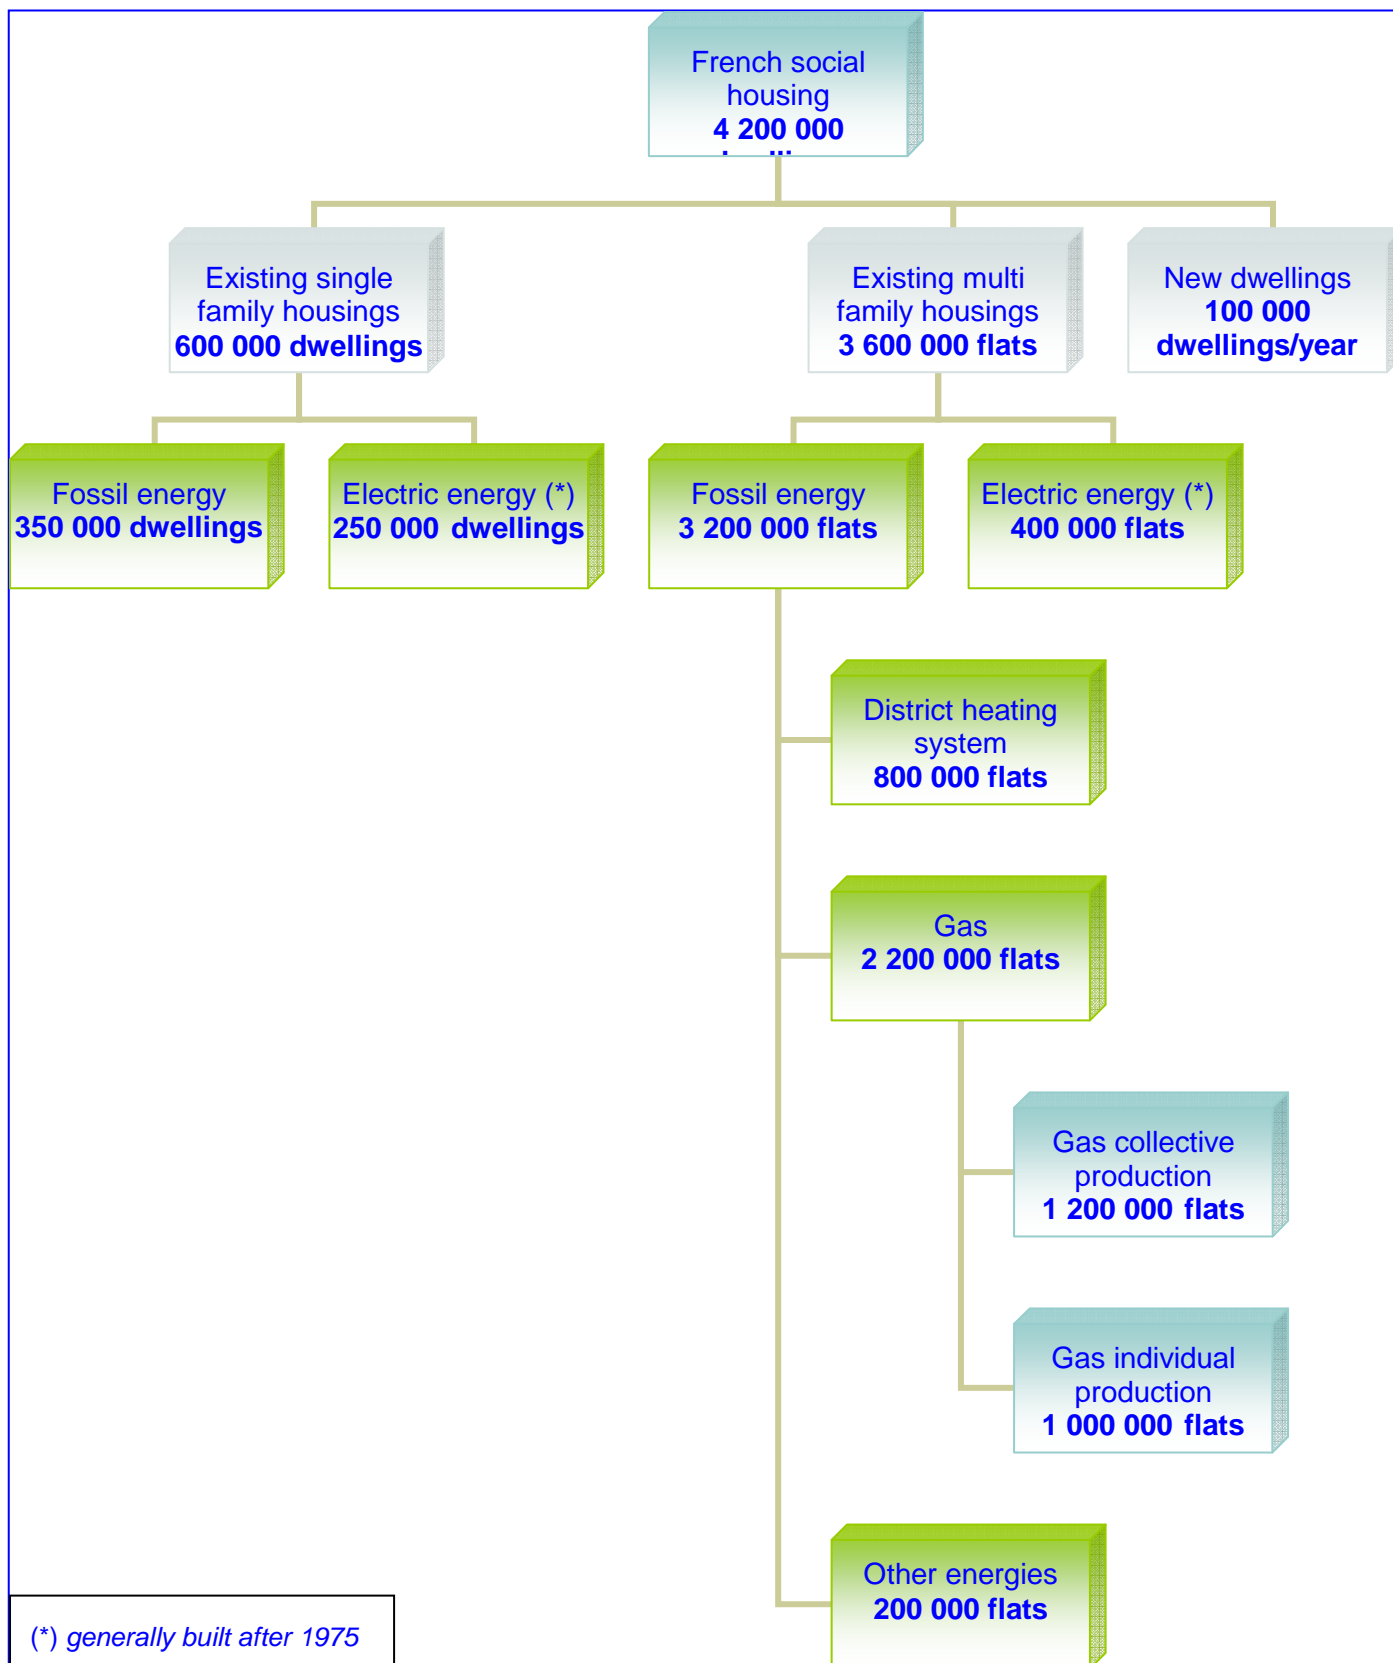 French social
housing
4 200 000
Existing single
family housings
600 000 dwellings
Existing multi
family housings
3 600 000 flats
New dwellings
100 000
dwellings/year
Fossil energy
350 000 dwellings
Electric energy (*)
250 000 dwellings
Fossil energy
3 200 000 flats
Electric energy (*)
400 000 flats
District heating
system
800 000 flats
Gas
2 200 000 flats
Gas collective
production
1 200 000 flats
Gas individual
production
1 000 000 flats
Other energies
200 000 flats
(*) generally built after 1975